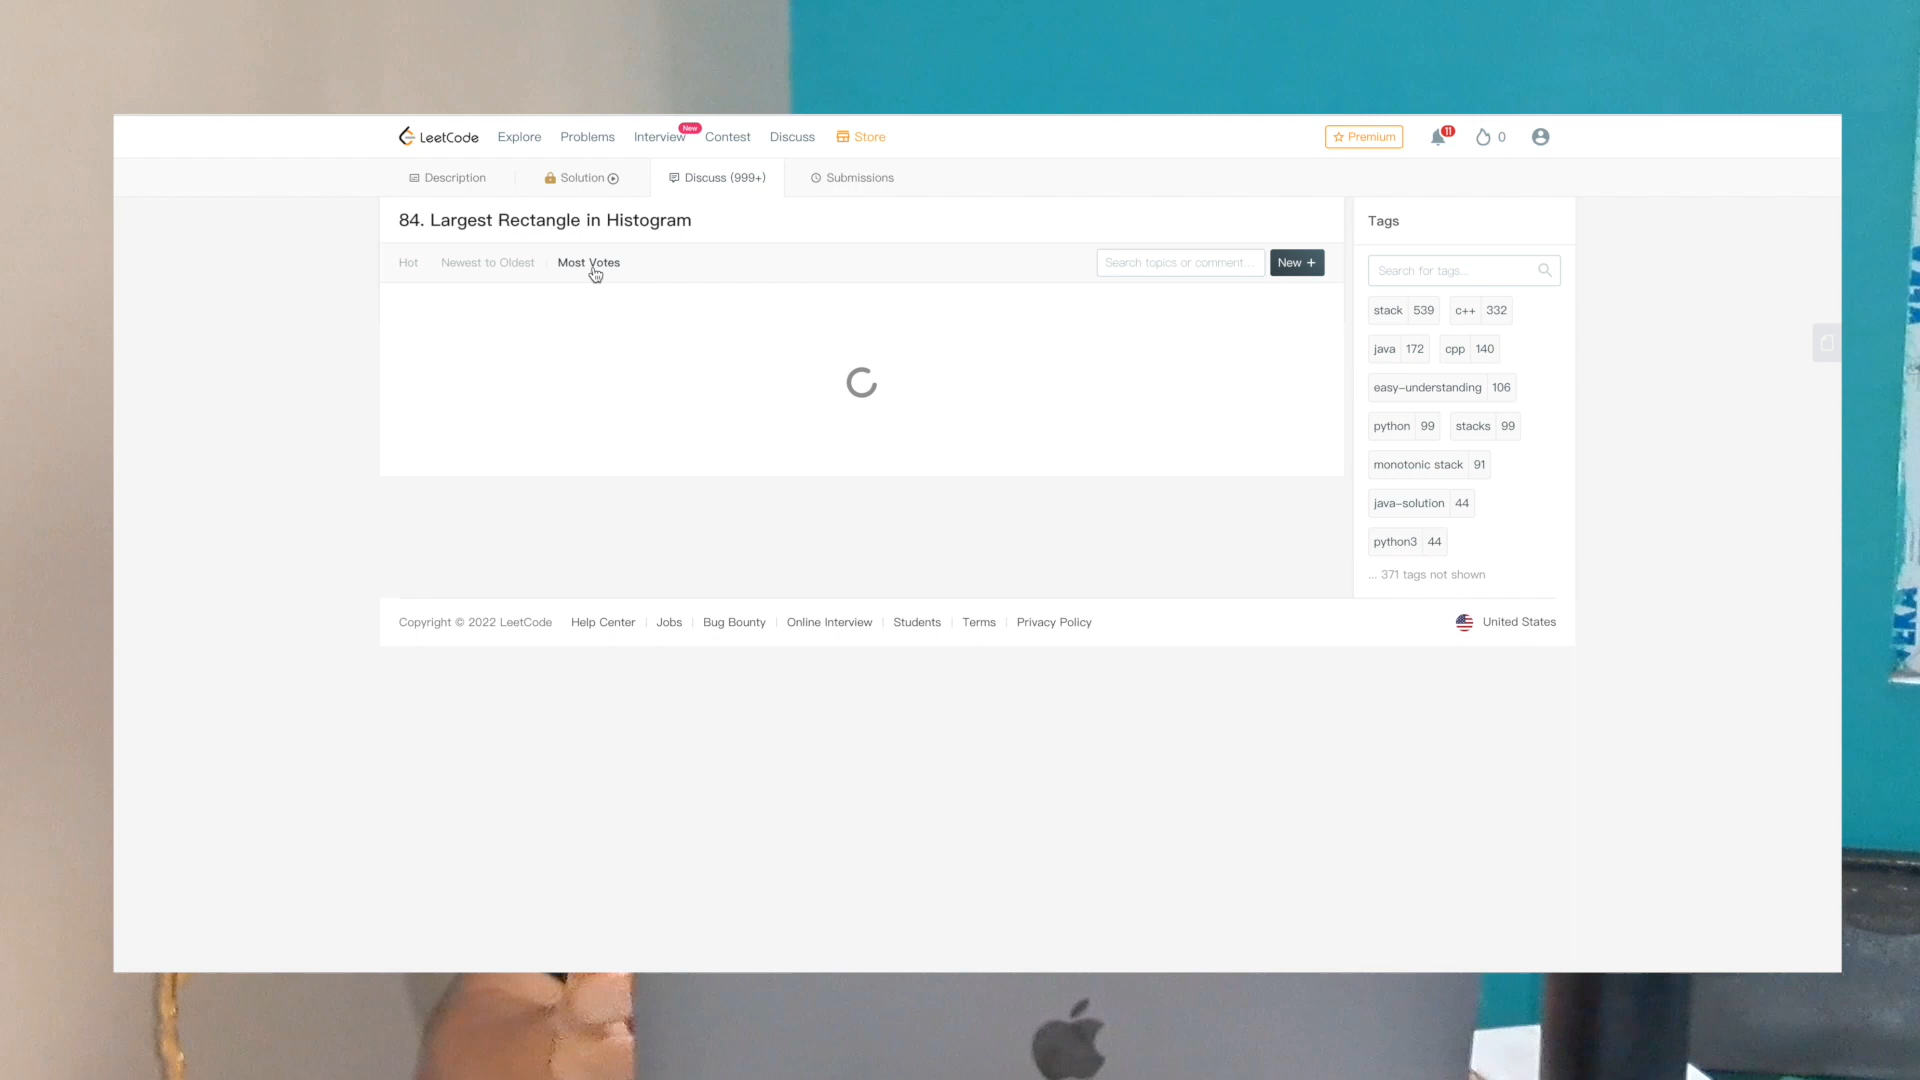 LeetCode Explore Problems Interview New Contest Discuss Store Premium 11 0
Description Solution Discuss (999+) Submissions
84. Largest Rectangle in Histogram
Hot Newest to Oldest Most Votes Search topics or comment... New +
Tags
Search for tags...
stack 539 c++ 332
java 172 cpp 140
easy-understanding 106
python 99 stacks 99
monotonic stack 91
java-solution 44
python3 44
... 371 tags not shown
Copyright © 2022 LeetCode Help Center Jobs Bug Bounty Online Interview Students Terms Privacy Policy United States